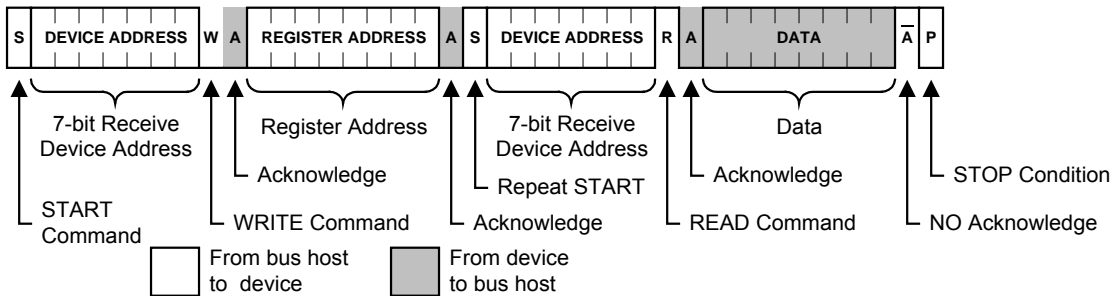 S DEVICE ADDRESS W A REGISTER ADDRESS A S DEVICE ADDRESS R A DATA A̅ P
7-bit Receive
Device Address
Register Address
7-bit Receive
Device Address
Data
Acknowledge
Repeat START
Acknowledge
STOP Condition
START
Command
WRITE Command
Acknowledge
READ Command
NO Acknowledge
From bus host
to device
From device
to bus host